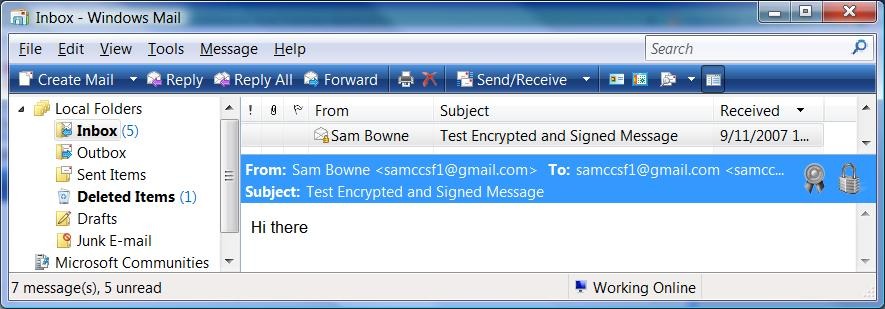 Inbox - Windows Mail
File Edit View Tools Message Help Search
Create Mail Reply Reply All Forward Send/Receive
Local Folders
Inbox (5)
Outbox
Sent Items
Deleted Items (1)
Drafts
Junk E-mail
Microsoft Communities
! From Subject Received
Sam Bowne Test Encrypted and Signed Message 9/11/2007 1...
From: Sam Bowne <samccsf1@gmail.com> To: samccsf1@gmail.com <samcc...
Subject: Test Encrypted and Signed Message
Hi there
7 message(s), 5 unread Working Online